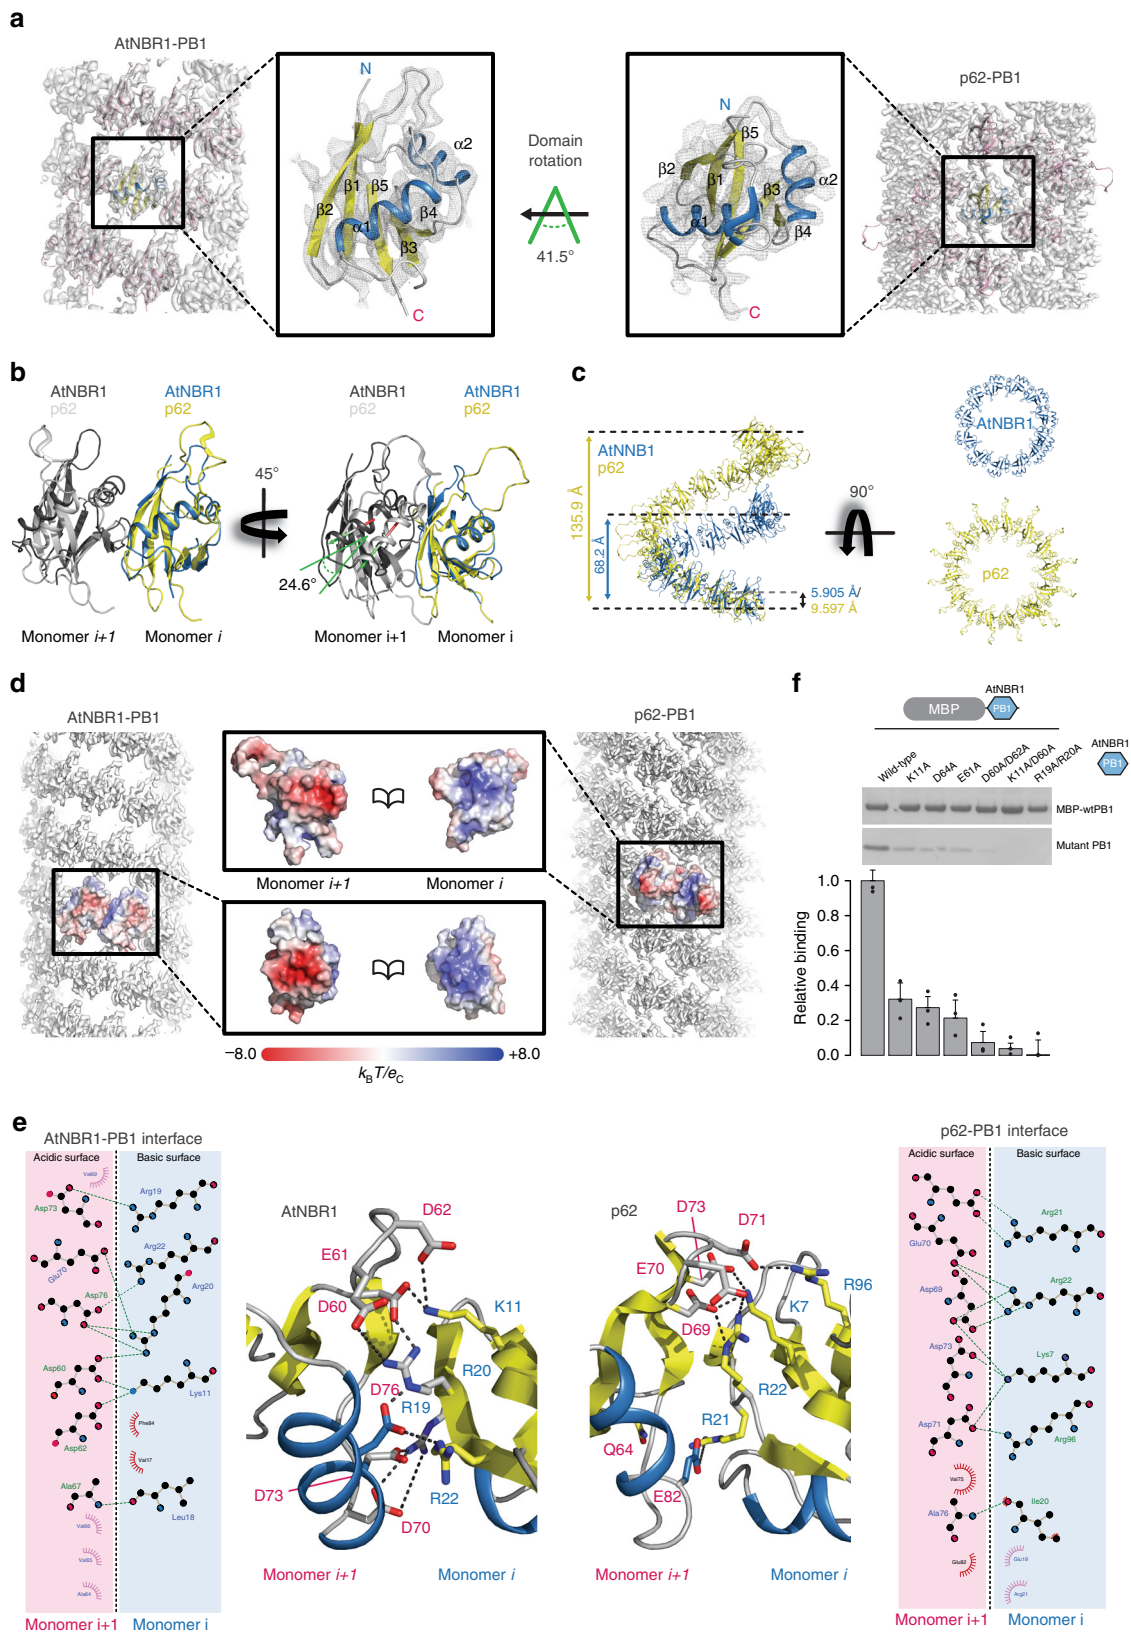 a
AtNBR1-PB1
N
α2
β1
β5
β2
β4
α1
β3
C
Domain
rotation
41.5°
N
β5
β2
β1
β3
α2
α1
β4
C
p62-PB1
b
AtNBR1
p62
AtNBR1
p62
45°
AtNBR1
p62
AtNBR1
p62
24.6°
Monomer i+1
Monomer i
Monomer i+1
Monomer i
c
AtNNB1
p62
135.9 Å
68.2 Å
5.905 Å/
9.597 Å
90°
AtNBR1
p62
d
AtNBR1-PB1
p62-PB1
Monomer i+1
Monomer i
−8.0
+8.0
kBT/eC
f
AtNBR1
MBP
PB1
AtNBR1
PB1
Wild-type
K11A
D64A
E61A
D60A/D62A
K11A/D60A
R19A/R20A
MBP-wtPB1
Mutant PB1
Relative binding
1.0
0.8
0.6
0.4
0.2
0.0
e
AtNBR1-PB1 interface
Acidic surface
Basic surface
Arg19
Asp73
Arg22
Glu70
Arg20
Asp76
Asp60
Lys11
Phe84
Asp62
Val17
Ala67
Leu18
Monomer i+1
Monomer i
AtNBR1
D62
E61
D60
K11
R20
D76
R19
D73
R22
D70
Monomer i+1
Monomer i
p62
D73
D71
E70
R96
K7
D69
R22
R21
Q64
E82
Monomer i+1
Monomer i
p62-PB1 interface
Acidic surface
Basic surface
Arg21
Glu70
Arg22
Asp69
Asp73
Lys7
Asp71
Arg96
Val75
Ala76
Ile20
Glu82
Glu19
Arg21
Monomer i+1
Monomer i